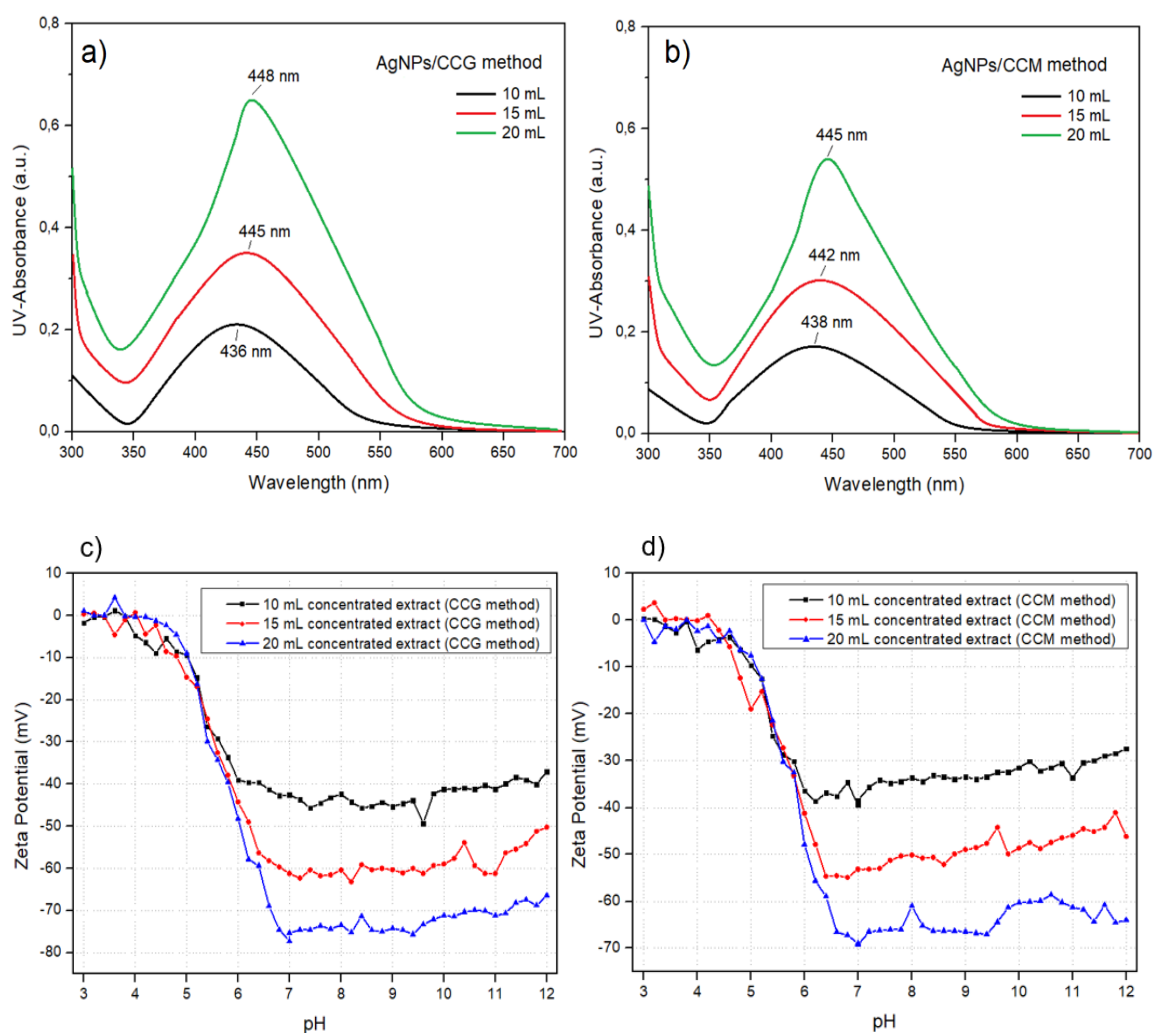 a)
AgNPs/CCG method
10 mL
15 mL
20 mL
448 nm
445 nm
436 nm
0,8
0,6
0,4
0,2
0,0
UV-Absorbance (a.u.)
300 350 400 450 500 550 600 650 700
Wavelength (nm)
b)
AgNPs/CCM method
10 mL
15 mL
20 mL
445 nm
442 nm
438 nm
0,8
0,6
0,4
0,2
0,0
UV-Absorbance (a.u.)
300 350 400 450 500 550 600 650 700
Wavelength (nm)
c)
10 mL concentrated extract (CCG method)
15 mL concentrated extract (CCG method)
20 mL concentrated extract (CCG method)
10
0
-10
-20
-30
-40
-50
-60
-70
-80
Zeta Potential (mV)
3 4 5 6 7 8 9 10 11 12
pH
d)
10 mL concentrated extract (CCM method)
15 mL concentrated extract (CCM method)
20 mL concentrated extract (CCM method)
10
0
-10
-20
-30
-40
-50
-60
-70
Zeta Potential (mV)
3 4 5 6 7 8 9 10 11 12
pH